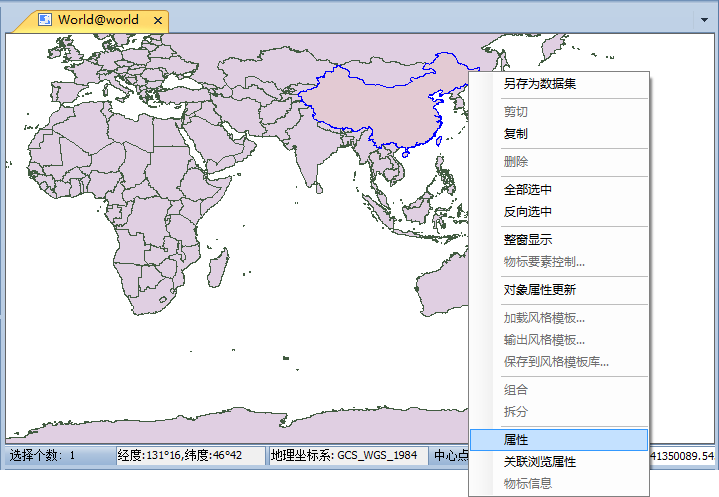 World@world
另存为数据集
剪切
复制
删除
全部选中
反向选中
整窗显示
物标要素控制...
对象属性更新
加载风格模板...
输出风格模板...
保存到风格模板库...
组合
拆分
属性
关联浏览属性
物标信息
选择个数: 1 经度:131°16,纬度:46°42 地理坐标系: GCS_WGS_1984 中心点 41350089.54